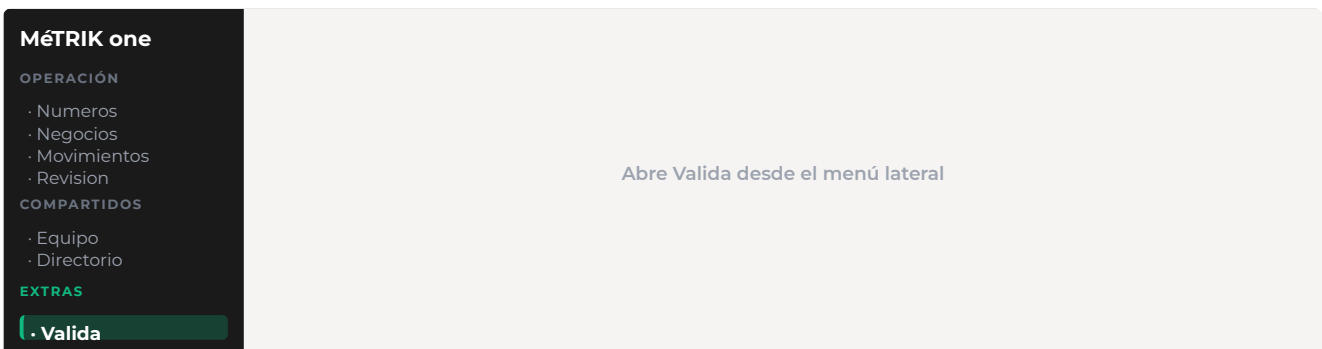 MéTRIK one
OPERACIÓN
· Numeros
· Negocios
· Movimientos
· Revision
COMPARTIDOS
· Equipo
· Directorio
EXTRAS
· Valida
Abre Valida desde el menú lateral